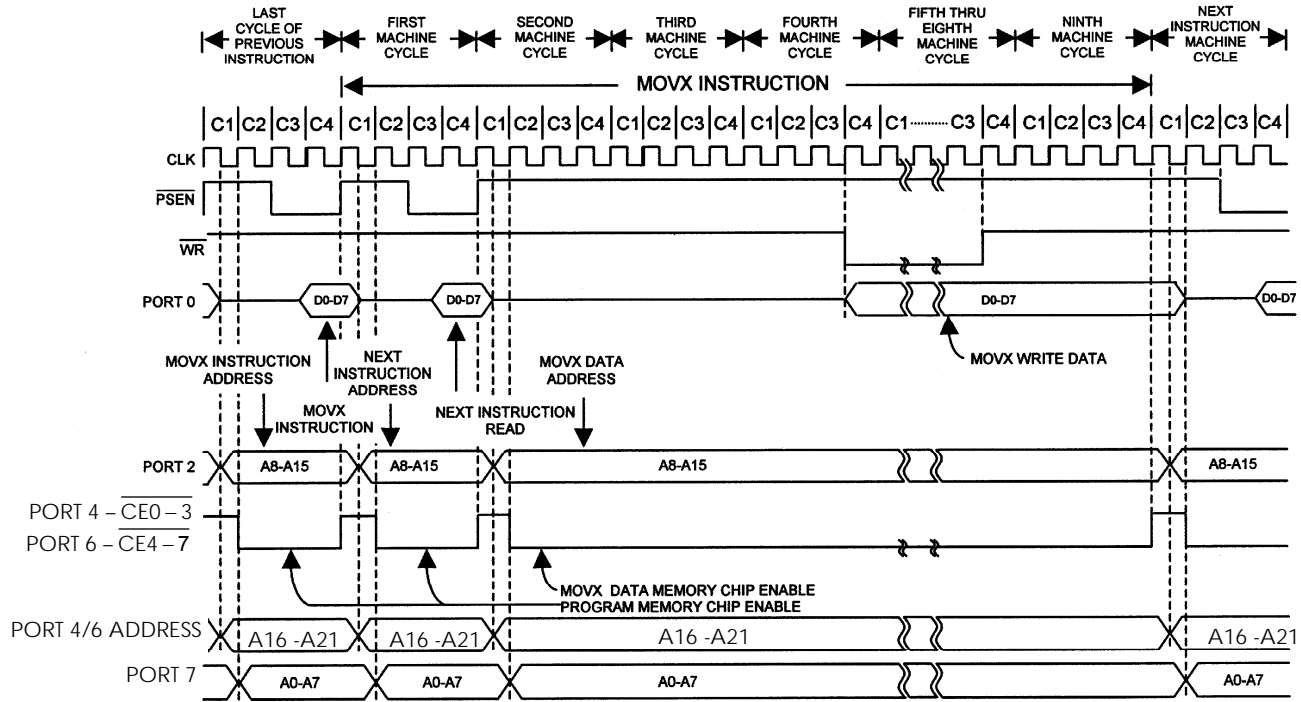 LAST
CYCLE OF
PREVIOUS
INSTRUCTION
FIRST
MACHINE
CYCLE
SECOND
MACHINE
CYCLE
THIRD
MACHINE
CYCLE
FOURTH
MACHINE
CYCLE
FIFTH THRU
EIGHTH
MACHINE
CYCLE
NINTH
MACHINE
CYCLE
NEXT
INSTRUCTION
MACHINE
CYCLE
MOVX INSTRUCTION
C1 C2 C3 C4 C1 C2 C3 C4 C1 C2 C3 C4 C1 C2 C3 C4 C1 C2 C3 C4 C1 ........... C3 C4 C1 C2 C3 C4 C1 C2 C3 C4
CLK
PSEN
WR
PORT 0 D0-D7 D0-D7 D0-D7 D0-D7
MOVX INSTRUCTION
ADDRESS
NEXT
INSTRUCTION
ADDRESS
MOVX DATA
ADDRESS
MOVX WRITE DATA
MOVX
INSTRUCTION
NEXT INSTRUCTION
READ
PORT 2 A8-A15 A8-A15 A8-A15 A8-A15
PORT 4 – CE0 – 3
PORT 6 – CE4 – 7
MOVX DATA MEMORY CHIP ENABLE
PROGRAM MEMORY CHIP ENABLE
PORT 4/6 ADDRESS A16 -A21 A16 -A21 A16 -A21 A16 -A21
PORT 7 A0-A7 A0-A7 A0-A7 A0-A7